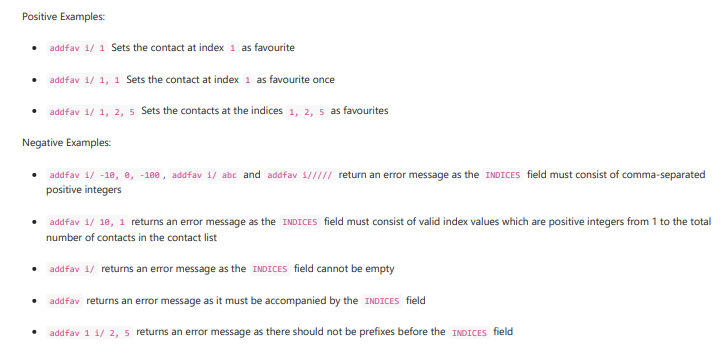 Positive Examples:
addfav i/ 1 Sets the contact at index 1 as favourite
addfav i/ 1, 1 Sets the contact at index 1 as favourite once
addfav i/ 1, 2, 5 Sets the contacts at the indices 1, 2, 5 as favourites
Negative Examples:
addfav i/ -10, 0, -100 , addfav i/ abc and addfav i///// return an error message as the INDICES field must consist of comma-separated
positive integers
addfav i/ 10, 1 returns an error message as the INDICES field must consist of valid index values which are positive integers from 1 to the total
number of contacts in the contact list
addfav i/ returns an error message as the INDICES field cannot be empty
addfav returns an error message as it must be accompanied by the INDICES field
addfav 1 i/ 2, 5 returns an error message as there should not be prefixes before the INDICES field